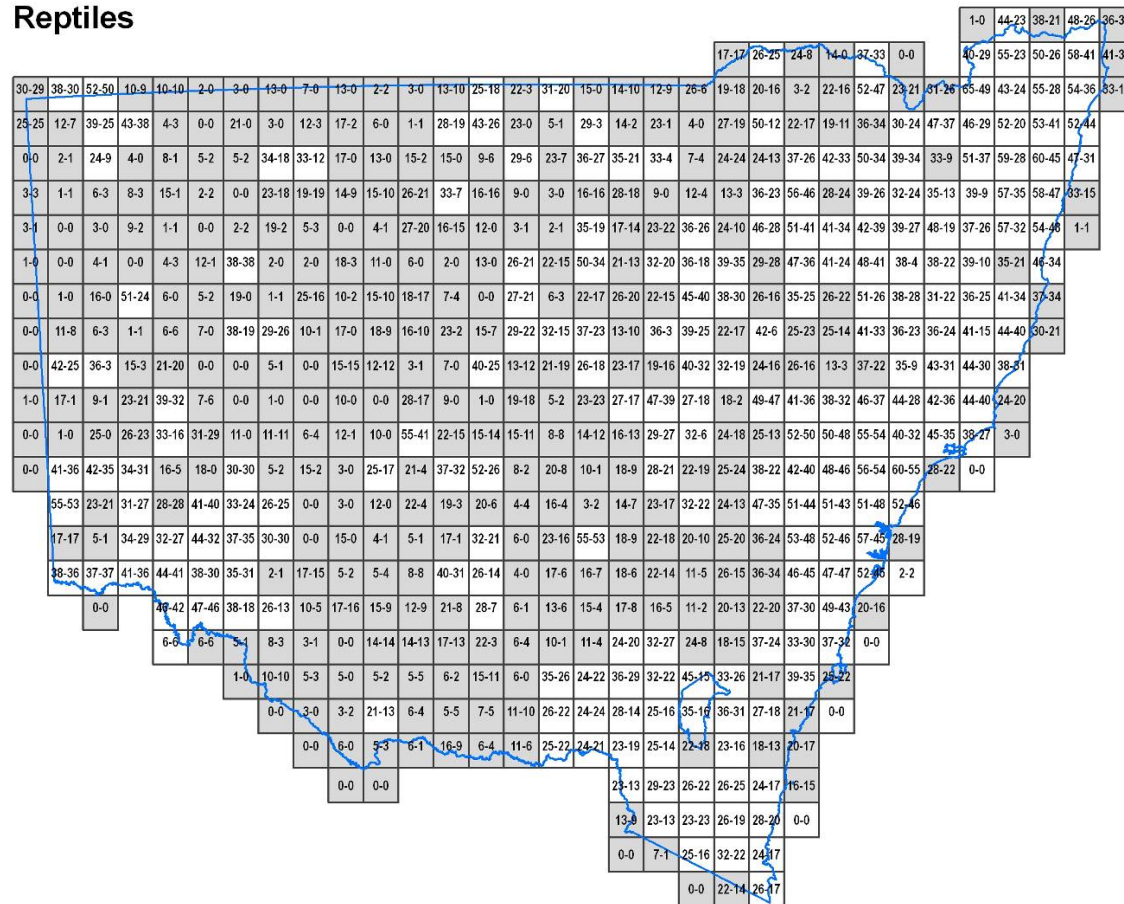 Reptiles
1-0 44-23 38-21 48-26
17-17 26-25 24-8 14-0 37-33 0-0 40-29 55-23 50-26 58-41
30-29 38-30 52-50 10-9 10-10 2-0 3-0 13-0 7-0 13-0 2-2 3-0 13-10 25-18 22-3 31-20 15-0 14-10 12-9 26-6 19-18 20-16 3-2 22-16 52-47 23-21 31-26 65-49 43-24 55-28 54-36
25-25 12-7 39-25 43-38 4-3 0-0 21-0 3-0 12-3 17-2 6-0 1-1 28-19 43-26 23-0 5-1 29-3 14-2 23-1 4-0 27-19 50-12 22-17 19-11 36-34 30-24 47-37 46-29 52-20 53-41 52-44
0-0 2-1 24-9 4-0 8-1 5-2 5-2 34-18 33-12 17-0 13-0 15-2 15-0 9-6 29-6 23-7 36-27 35-21 33-4 7-4 24-24 24-13 37-26 42-33 50-34 39-34 33-9 51-37 59-28 60-45 47-31
3-3 1-1 6-3 8-3 15-1 2-2 0-0 23-18 19-19 14-9 15-10 26-21 33-7 16-16 9-0 3-0 16-16 28-18 9-0 12-4 13-3 36-23 56-46 28-24 39-26 32-24 35-13 39-9 57-35 58-47 33-15
3-1 0-0 3-0 9-2 1-1 0-0 2-2 19-2 5-3 0-0 4-1 27-20 16-15 12-0 3-1 2-1 35-19 17-14 23-22 36-26 24-10 46-28 51-41 41-34 42-39 39-27 48-19 37-26 57-32 54-48 1-1
1-0 0-0 4-1 0-0 4-3 12-1 38-38 2-0 2-0 18-3 11-0 6-0 2-0 13-0 26-21 22-15 50-34 21-13 32-20 36-18 39-35 29-28 47-36 41-24 48-41 38-4 38-22 39-10 35-21 46-34
0-0 1-0 16-0 51-24 6-0 5-2 19-0 1-1 25-16 10-2 15-10 18-17 7-4 0-0 27-21 6-3 22-17 26-20 22-15 45-40 38-30 26-16 35-25 26-22 51-26 38-28 31-22 36-25 41-34 37-34
0-0 11-8 6-3 1-1 6-6 7-0 38-19 29-26 10-1 17-0 18-9 16-10 23-2 15-7 29-22 32-15 37-23 13-10 36-3 39-25 22-17 42-6 25-23 25-14 41-33 36-23 36-24 41-15 44-40 30-21
0-0 42-25 36-3 15-3 21-20 0-0 0-0 5-1 0-0 15-15 12-12 3-1 7-0 40-25 13-12 21-19 26-18 23-17 19-16 40-32 32-19 24-16 26-16 13-3 37-22 35-9 43-31 44-30 38-31
1-0 17-1 9-1 23-21 39-32 7-6 0-0 1-0 0-0 10-0 0-0 28-17 9-0 1-0 19-18 5-2 23-23 27-17 47-39 27-18 18-2 49-47 41-36 38-32 46-37 44-28 42-36 44-40 24-20
0-0 1-0 25-0 26-23 33-16 31-29 11-0 11-11 6-4 12-1 10-0 55-41 22-15 15-14 15-11 8-8 14-12 16-13 29-27 32-6 24-18 25-13 52-50 50-48 55-54 40-32 45-35 38-27 3-0
0-0 41-36 42-35 34-31 16-5 18-0 30-30 5-2 15-2 3-0 25-17 21-4 37-32 52-26 8-2 20-8 10-1 18-9 28-21 22-19 25-24 38-22 42-40 48-46 56-54 60-55 28-22 0-0
55-53 23-21 31-27 28-28 41-40 33-24 26-25 0-0 3-0 12-0 22-4 19-3 20-6 4-4 16-4 3-2 14-7 23-17 32-22 24-13 47-35 51-44 51-43 51-48 52-46
17-17 5-1 34-29 32-27 44-32 37-35 30-30 0-0 15-0 4-1 5-1 17-1 32-21 6-0 23-16 55-53 18-9 22-18 20-10 25-20 36-24 53-48 52-46 57-45 28-19
38-36 37-37 41-36 44-41 38-30 35-31 2-1 17-15 5-2 5-4 8-8 40-31 26-14 4-0 17-6 16-7 18-6 22-14 11-5 26-15 36-34 46-45 47-47 2-2
0-0 46-42 47-46 38-18 26-13 10-5 17-16 15-9 12-9 21-8 28-7 6-1 13-6 15-4 17-8 16-5 11-2 20-13 22-20 37-30 49-43 20-16
6-6 6-6 5-1 8-3 3-1 0-0 14-14 14-13 17-13 22-3 6-4 10-1 11-4 24-20 32-27 24-8 18-15 37-24 33-30 37-32 0-0
1-0 10-10 5-3 5-0 5-2 5-5 6-2 15-11 6-0 35-26 24-22 36-29 32-22 45-15 33-26 21-17 39-35 25-22
0-0 3-0 3-2 21-13 6-4 5-5 7-5 11-10 26-22 24-24 28-14 25-16 35-16 36-31 27-18 21-17 0-0
0-0 6-0 5-3 6-1 16-9 6-4 11-6 25-22 24-21 23-19 25-14 22-18 23-16 18-13 20-17
0-0 0-0 23-13 29-23 26-22 26-25 24-17 16-15
13-9 23-13 23-23 26-19 28-20 0-0
0-0 7-1 25-16 32-22 24-17
0-0 22-14 26-17